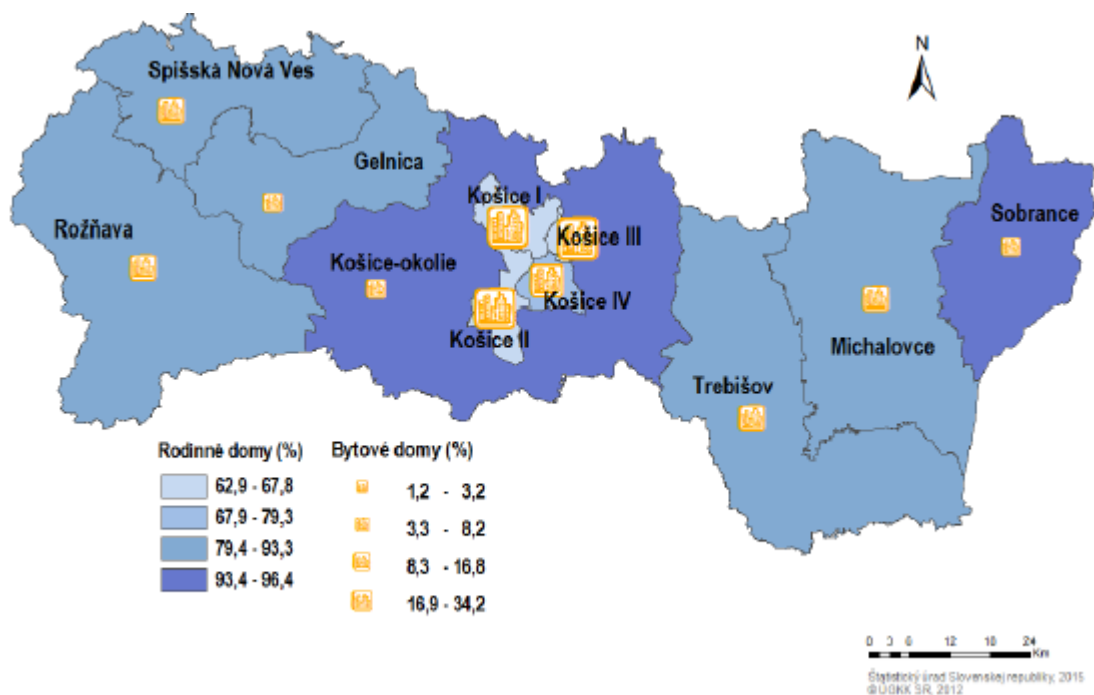 N
Spišská Nová Ves
Gelnica
Košice I
Sobrance
Rožňava
Košice III
Košice-okolie
Košice IV
Košice II
Michalovce
Trebišov
Rodinné domy (%)
62,9 - 67,8
67,9 - 79,3
79,4 - 93,3
93,4 - 96,4
Bytové domy (%)
1,2 - 3,2
3,3 - 8,2
8,3 - 16,8
16,9 - 34,2
0 3 6 12 18 24
Km
Štatistický úrad Slovenskej republiky, 2015
© ÚGKK SR, 2012